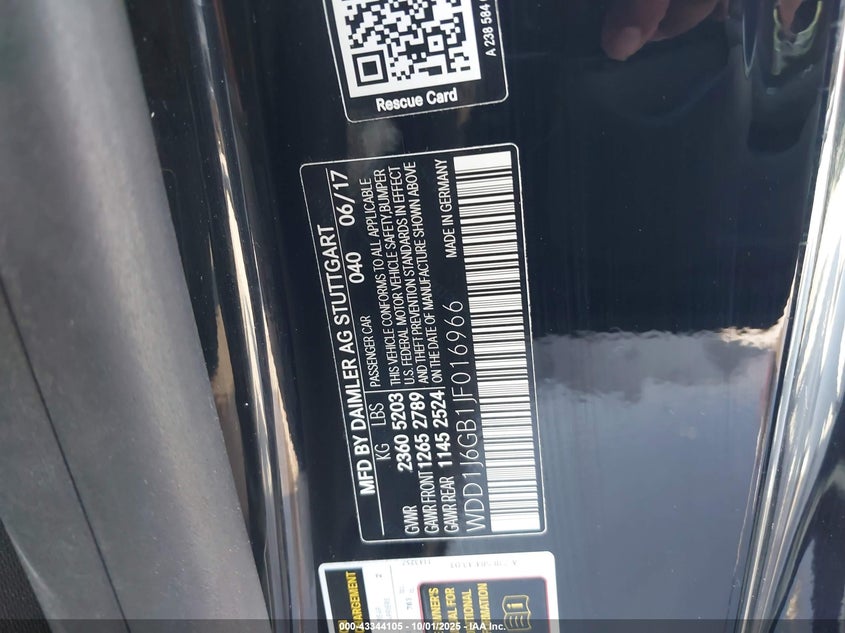 A 238 584
Rescue Card
MFD BY DAIMLER AG STUTTGART
PASSENGER CAR 040 06/17
KG LBS
THIS VEHICLE CONFORMS TO ALL APPLICABLE
U.S. FEDERAL MOTOR VEHICLE SAFETY, BUMPER
AND THEFT PREVENTION STANDARDS IN EFFECT
ON THE DATE OF MANUFACTURE SHOWN ABOVE
GVWR 2360 5203
GAWR FRONT 1265 2789
GAWR REAR 1145 2524
MADE IN GERMANY
WDD1J6GB1JF016966
000-43344105 - 10/01/2025 - IAA Inc.